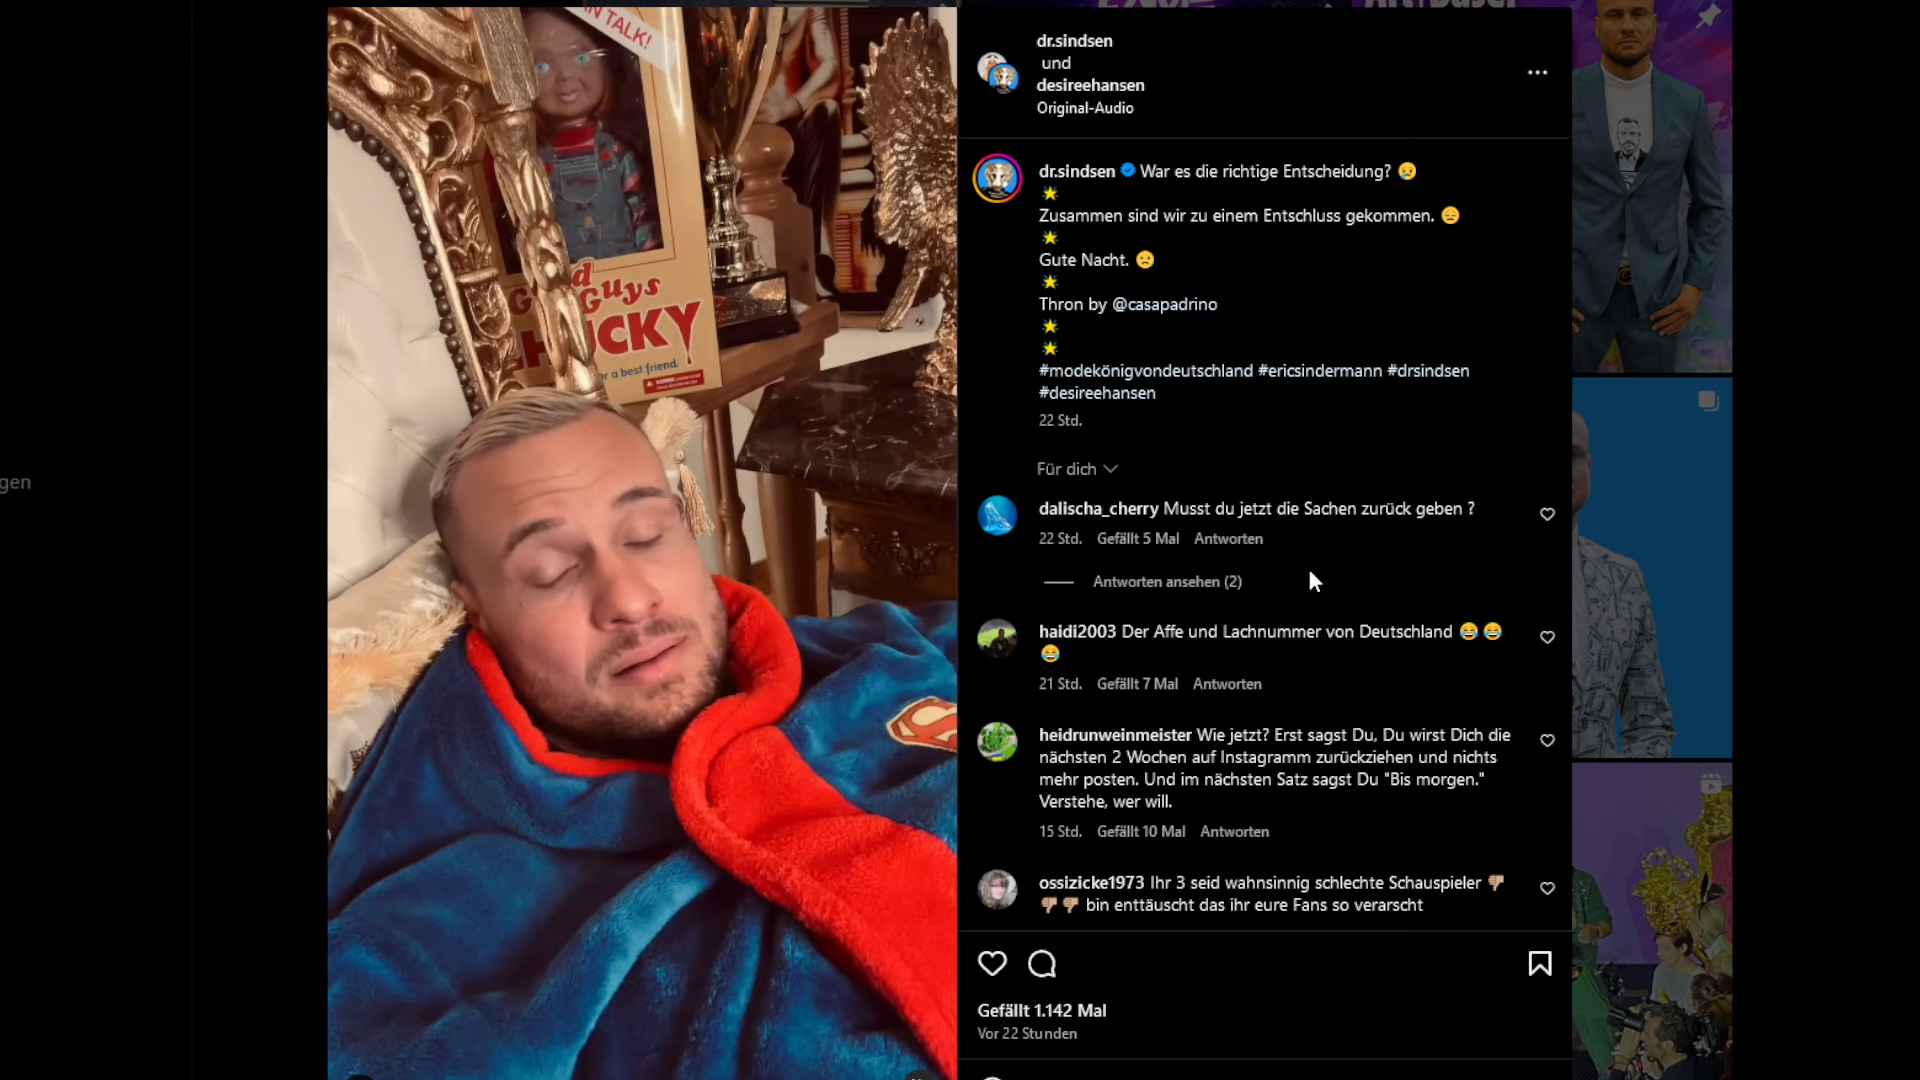 N TALK!
Good
Guys
CHUCKY
for a best friend.
gen
dr.sindsen
und
desireehansen
Original-Audio
dr.sindsen War es die richtige Entscheidung? 😥
🌟
Zusammen sind wir zu einem Entschluss gekommen. 😔
🌟
Gute Nacht. 🙁
🌟
Thron by @casapadrino
🌟
🌟
#modekönigvondeutschland #ericsindermann #drsindsen
#desireehansen
22 Std.
Für dich
dalischa_cherry Musst du jetzt die Sachen zurück geben ?
22 Std. Gefällt 5 Mal Antworten
Antworten ansehen (2)
haidi2003 Der Affe und Lachnummer von Deutschland 😂😂
😂
21 Std. Gefällt 7 Mal Antworten
heidrunweinmeister Wie jetzt? Erst sagst Du, Du wirst Dich die
nächsten 2 Wochen auf Instagramm zurückziehen und nichts
mehr posten. Und im nächsten Satz sagst Du "Bis morgen."
Verstehe, wer will.
15 Std. Gefällt 10 Mal Antworten
ossizicke1973 Ihr 3 seid wahnsinnig schlechte Schauspieler 👎🏼
👎🏼👎🏼 bin enttäuscht das ihr eure Fans so verarscht
Gefällt 1.142 Mal
Vor 22 Stunden